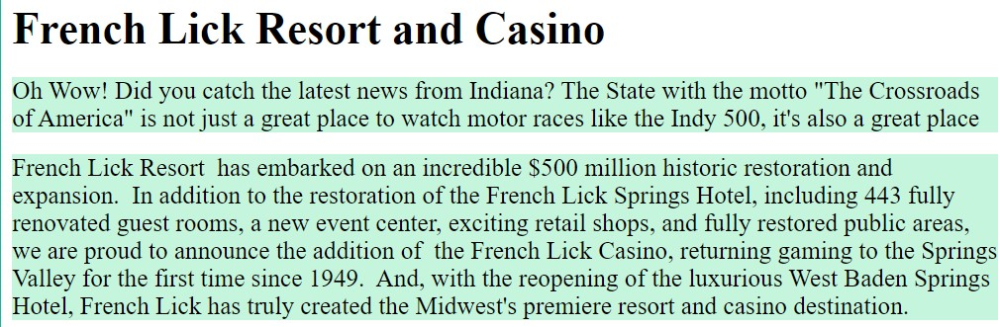 French Lick Resort and Casino
Oh Wow! Did you catch the latest news from Indiana? The State with the motto "The Crossroads
of America" is not just a great place to watch motor races like the Indy 500, it's also a great place
French Lick Resort  has embarked on an incredible $500 million historic restoration and
expansion.  In addition to the restoration of the French Lick Springs Hotel, including 443 fully
renovated guest rooms, a new event center, exciting retail shops, and fully restored public areas,
we are proud to announce the addition of  the French Lick Casino, returning gaming to the Springs
Valley for the first time since 1949.  And, with the reopening of the luxurious West Baden Springs
Hotel, French Lick has truly created the Midwest's premiere resort and casino destination.